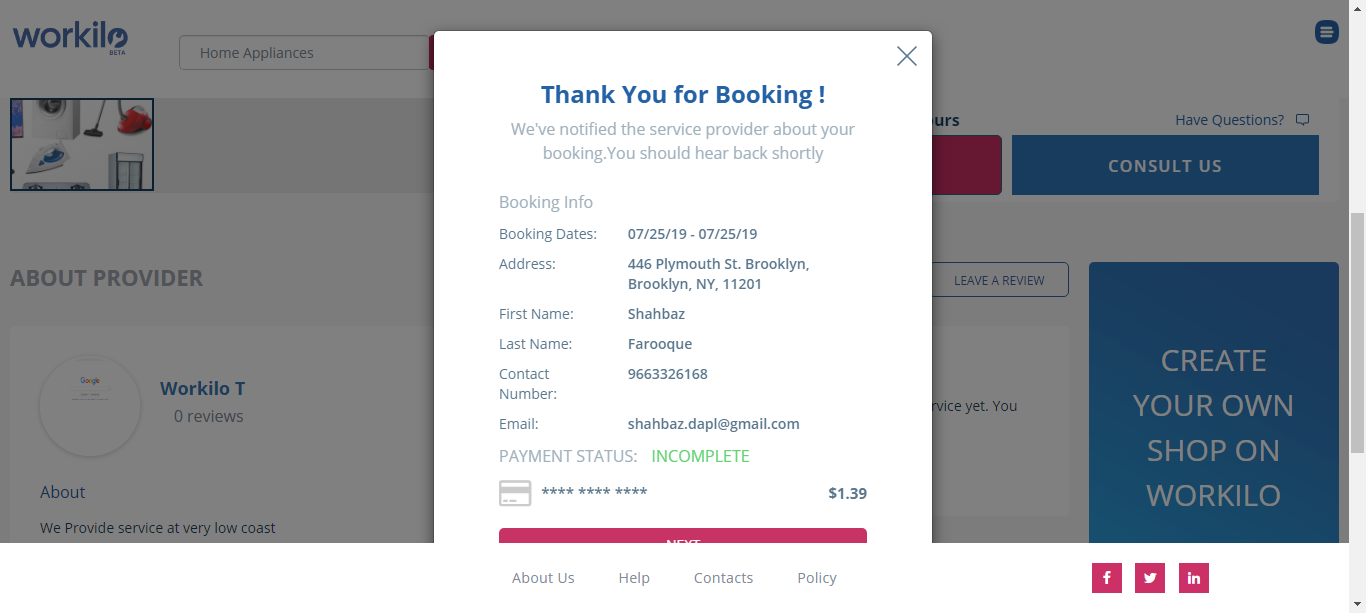 workilo
BETA
Home Appliances
Thank You for Booking !
We've notified the service provider about your
booking.You should hear back shortly
Have Questions?
CONSULT US
Booking Info
Booking Dates: 07/25/19 - 07/25/19
Address: 446 Plymouth St. Brooklyn,
Brooklyn, NY, 11201
First Name: Shahbaz
Last Name: Farooque
Contact
Number: 9663326168
Email: shahbaz.dapl@gmail.com
PAYMENT STATUS: INCOMPLETE
**** **** **** $1.39
NEXT
ABOUT PROVIDER
LEAVE A REVIEW
Google
Workilo T
0 reviews
rvice yet. You
About
We Provide service at very low coast
CREATE
YOUR OWN
SHOP ON
WORKILO
About Us Help Contacts Policy